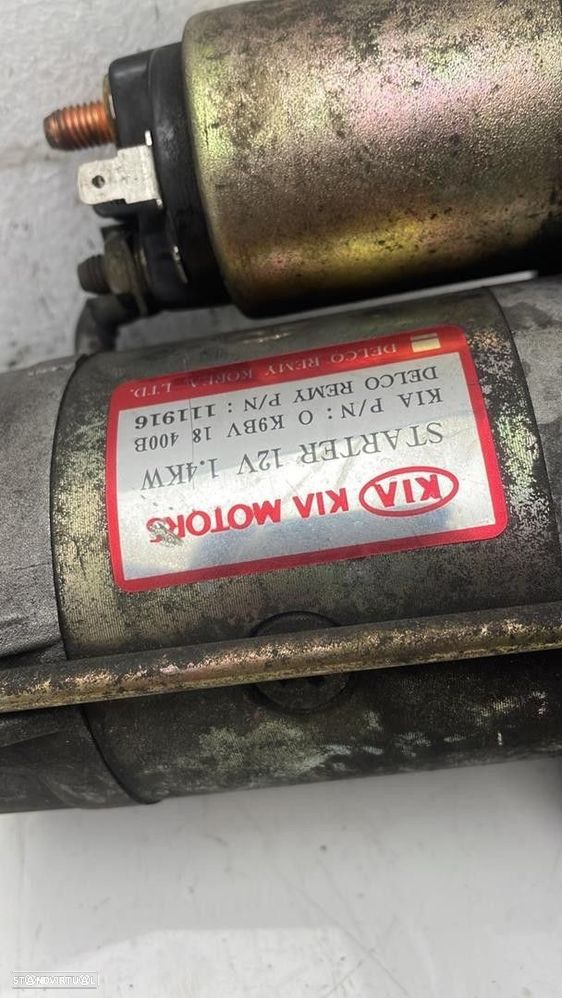 KIA KIA MOTORS
STARTER 12V 1.4KW
KIA P/N : O K9BV 18 400B
DELCO REMY P/N : 111916
DELCO REMY KOREA LTD.
STANDVIRTUAL